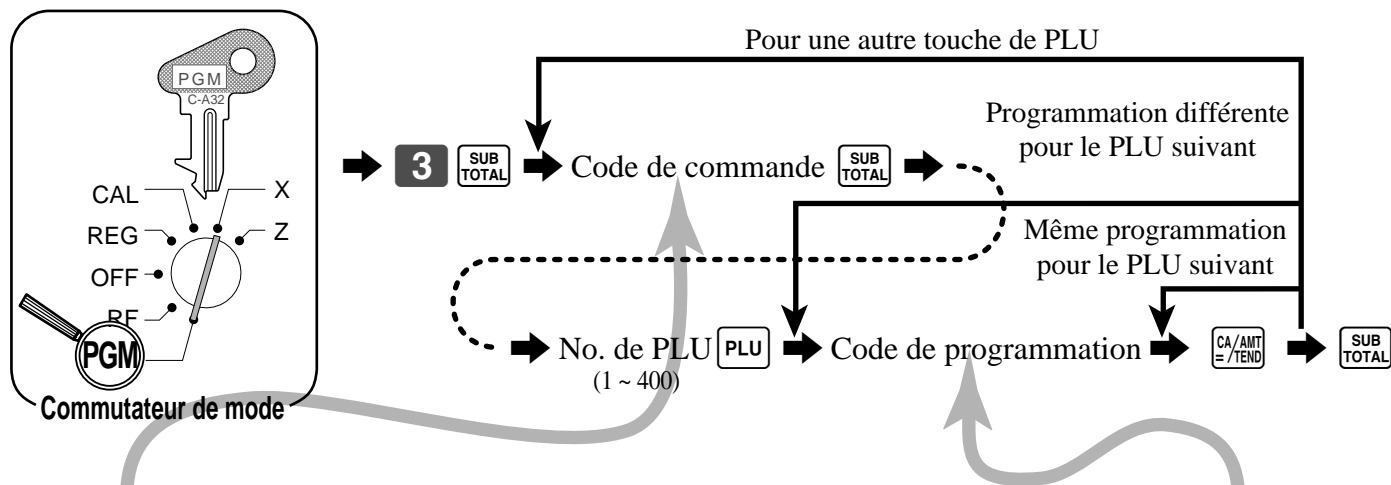 Pour une autre touche de PLU
PGM
C-A32
Programmation différente
pour le PLU suivant
3 SUB TOTAL Code de commande SUB TOTAL
CAL
X
REG
Z
OFF
RF
PGM
Même programmation
pour le PLU suivant
No. de PLU PLU Code de programmation CA/AMT =/TEND SUB TOTAL
(1 ~ 400)
Commutateur de mode